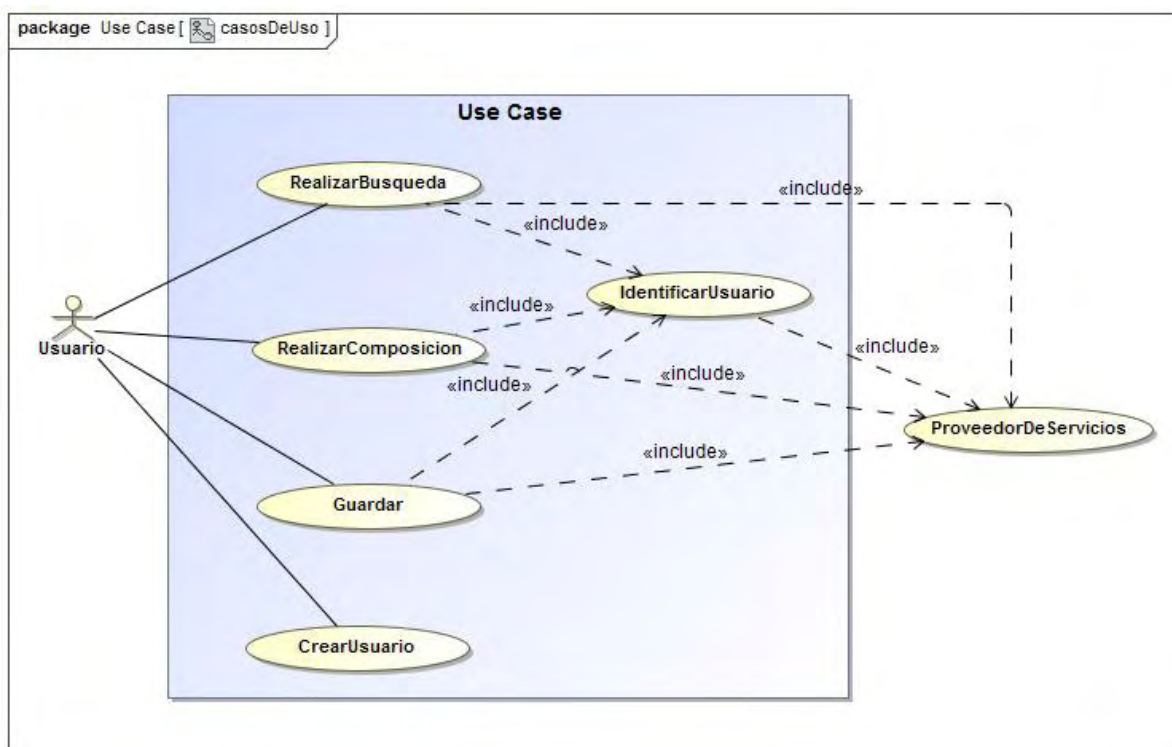 package Use Case [ casosDeUso ]
Use Case
RealizarBusqueda
«include»
«include»
IdentificarUsuario
«include»
Usuario
RealizarComposicion
«include»
«include»
«include»
ProveedorDeServicios
«include»
Guardar
CrearUsuario